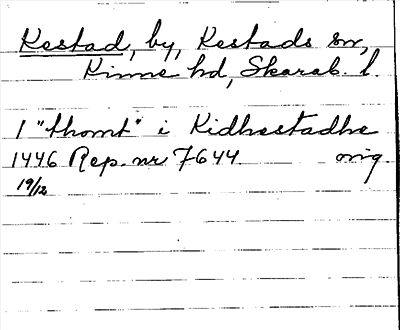 Kestad, by, Kestads sn,
Kinne hd, Skarab. l.
1 "thomt" i Kidhestadhe
1446 Rep. nr 7644. orig.
19/12